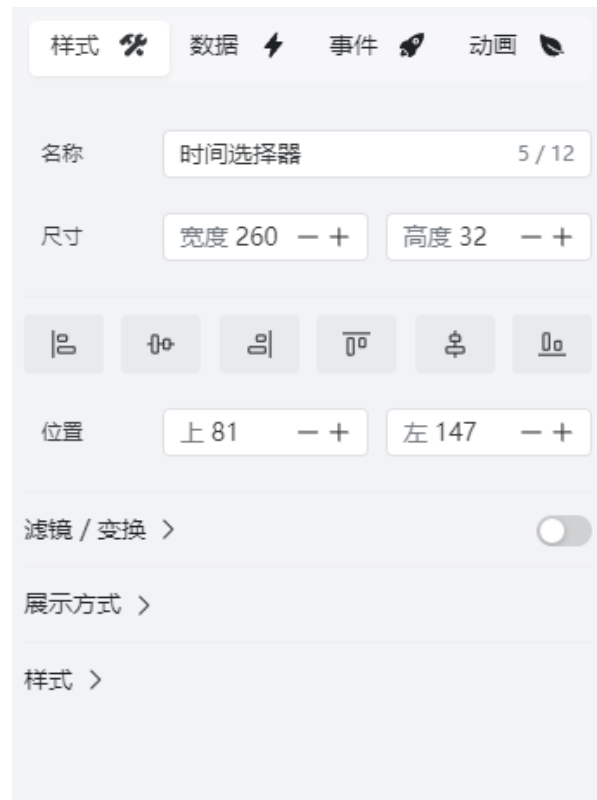 样式 数据 事件 动画
名称 时间选择器 5 / 12
尺寸 宽度 260 高度 32
位置 上 81 左 147
滤镜 / 变换
展示方式
样式